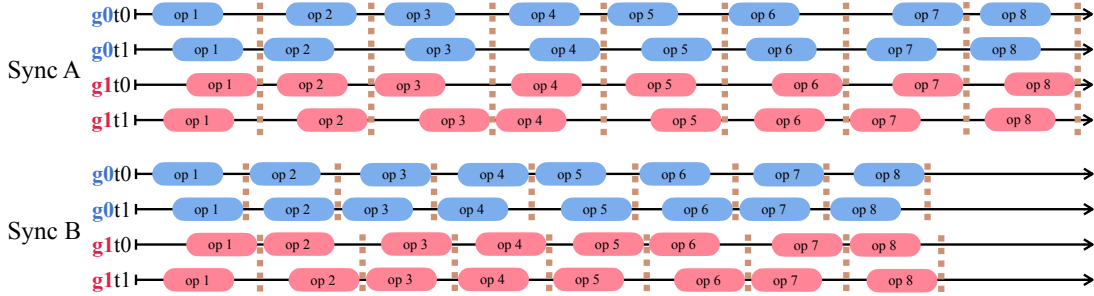 g0t0 op 1 op 2 op 3 op 4 op 5 op 6 op 7 op 8
g0t1 op 1 op 2 op 3 op 4 op 5 op 6 op 7 op 8
Sync A
g1t0 op 1 op 2 op 3 op 4 op 5 op 6 op 7 op 8
g1t1 op 1 op 2 op 3 op 4 op 5 op 6 op 7 op 8
g0t0 op 1 op 2 op 3 op 4 op 5 op 6 op 7 op 8
g0t1 op 1 op 2 op 3 op 4 op 5 op 6 op 7 op 8
Sync B
g1t0 op 1 op 2 op 3 op 4 op 5 op 6 op 7 op 8
g1t1 op 1 op 2 op 3 op 4 op 5 op 6 op 7 op 8